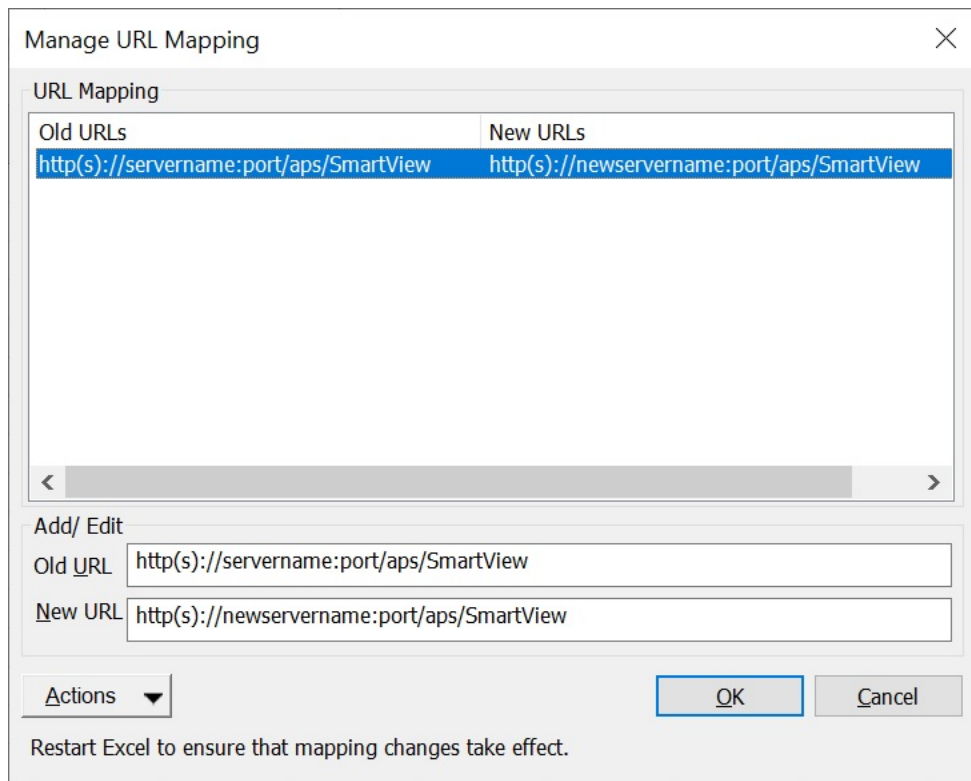 Manage URL Mapping
URL Mapping
Old URLs New URLs
http(s)://servername:port/aps/SmartView http(s)://newservername:port/aps/SmartView
Add/ Edit
Old URL http(s)://servername:port/aps/SmartView
New URL http(s)://newservername:port/aps/SmartView
Actions OK Cancel
Restart Excel to ensure that mapping changes take effect.